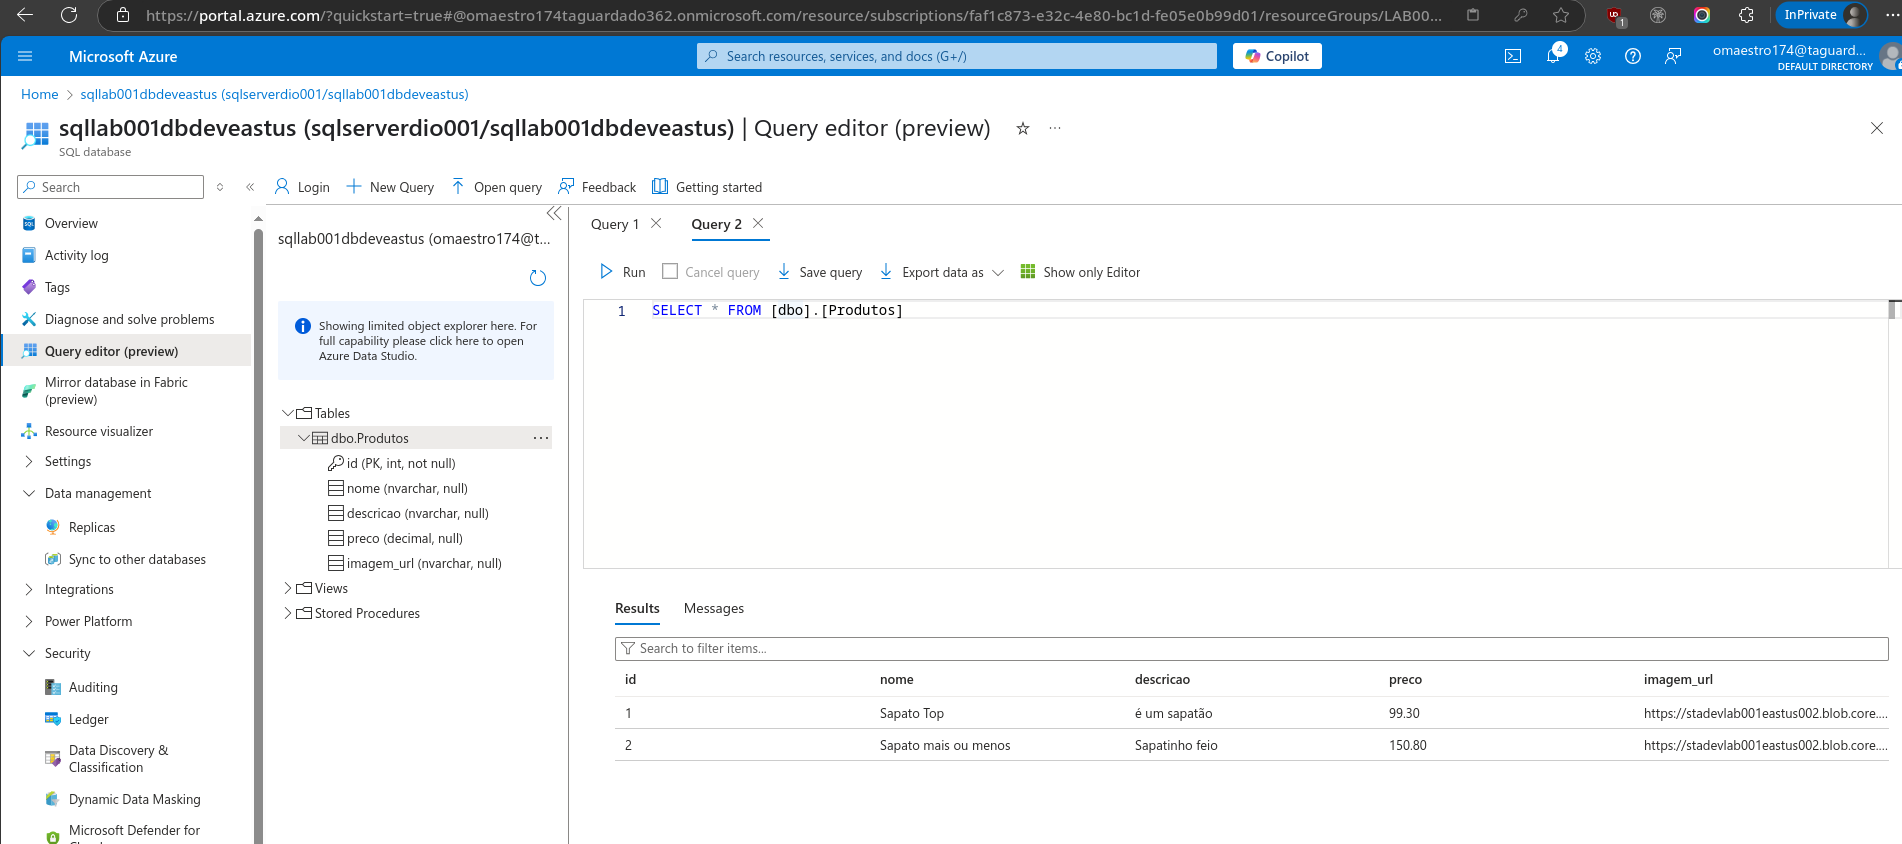 https://portal.azure.com/?quickstart=true#@omaestro174taguardado362.onmicrosoft.com/resource/subscriptions/faf1c873-e32c-4e80-bc1d-fe05e0b99d01/resourceGroups/LAB00...
1
InPrivate
Microsoft Azure
Search resources, services, and docs (G+/)
Copilot
4
omaestro174@taguard...
DEFAULT DIRECTORY
Home > sqllab001dbdeveastus (sqlserverdio001/sqllab001dbdeveastus)
sqllab001dbdeveastus (sqlserverdio001/sqllab001dbdeveastus) | Query editor (preview)
SQL database
Search
Overview
Activity log
Tags
Diagnose and solve problems
Query editor (preview)
Mirror database in Fabric
(preview)
Resource visualizer
Settings
Data management
Replicas
Sync to other databases
Integrations
Power Platform
Security
Auditing
Ledger
Data Discovery &
Classification
Dynamic Data Masking
Microsoft Defender for
Login New Query Open query Feedback Getting started
sqllab001dbdeveastus (omaestro174@t...
Showing limited object explorer here. For
full capability please click here to open
Azure Data Studio.
Tables
dbo.Produtos
id (PK, int, not null)
nome (nvarchar, null)
descricao (nvarchar, null)
preco (decimal, null)
imagem_url (nvarchar, null)
Views
Stored Procedures
Query 1 Query 2
Run Cancel query Save query Export data as Show only Editor
1 SELECT * FROM [dbo].[Produtos]
Results Messages
Search to filter items...
id nome descricao preco imagem_url
1 Sapato Top é um sapatão 99.30 https://stadevlab001eastus002.blob.core....
2 Sapato mais ou menos Sapatinho feio 150.80 https://stadevlab001eastus002.blob.core....